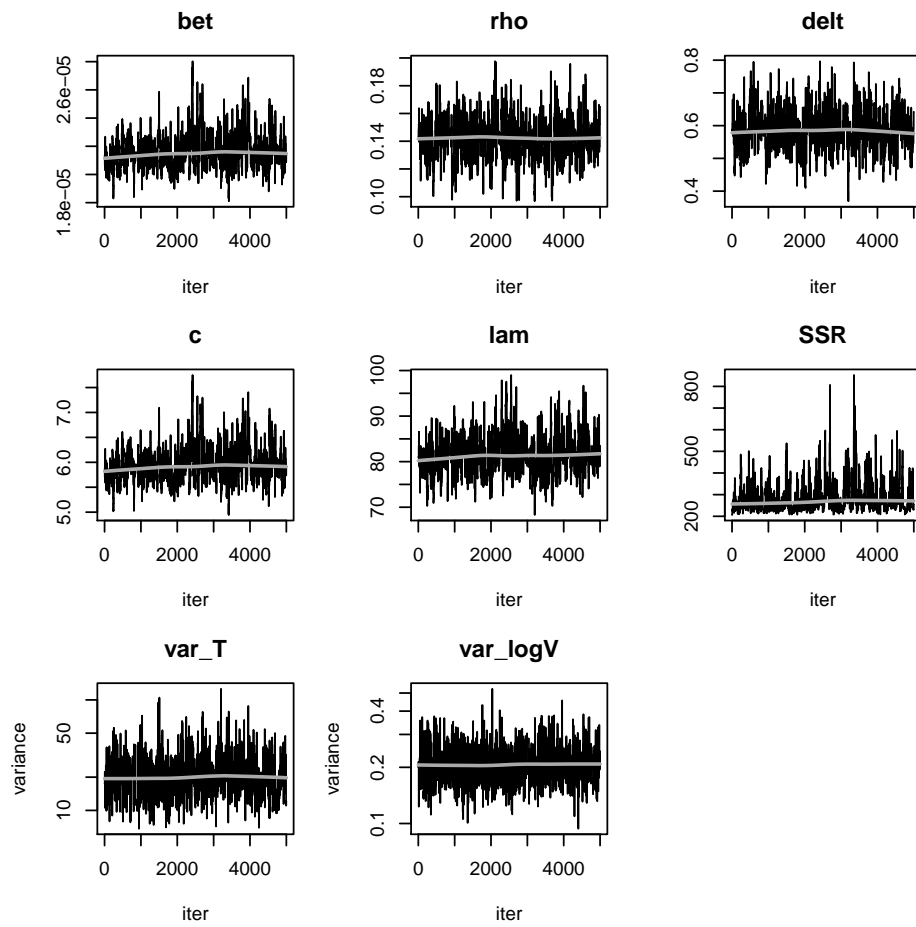 bet
1.8e-05 2.6e-05
0 2000 4000
iter
rho
0.10 0.14 0.18
0 2000 4000
iter
delt
0.4 0.6 0.8
0 2000 4000
iter
c
5.0 6.0 7.0
0 2000 4000
iter
lam
70 80 90 100
0 2000 4000
iter
SSR
200 500 800
0 2000 4000
iter
var_T
variance
10 50
0 2000 4000
iter
var_logV
variance
0.1 0.2 0.4
0 2000 4000
iter